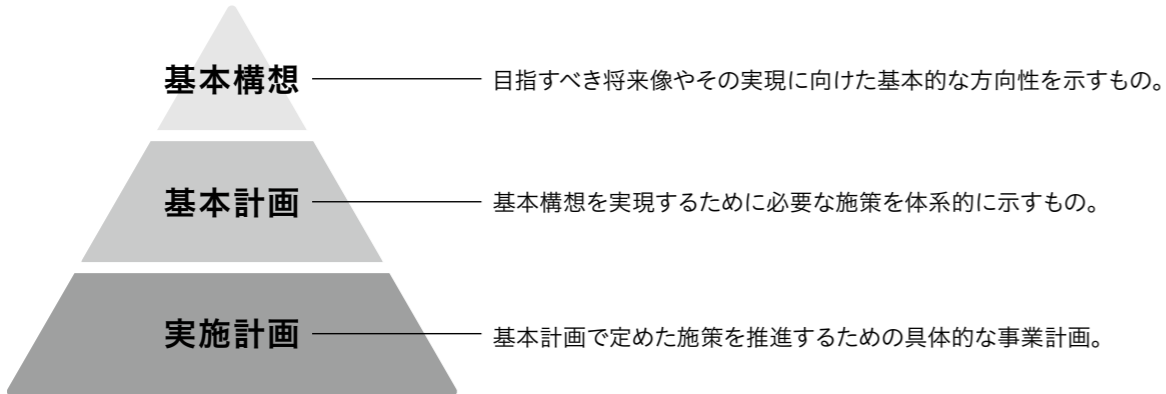 基本構想
目指すべき将来像やその実現に向けた基本的な方向性を示すもの。
基本計画
基本構想を実現するために必要な施策を体系的に示すもの。
実施計画
基本計画で定めた施策を推進するための具体的な事業計画。